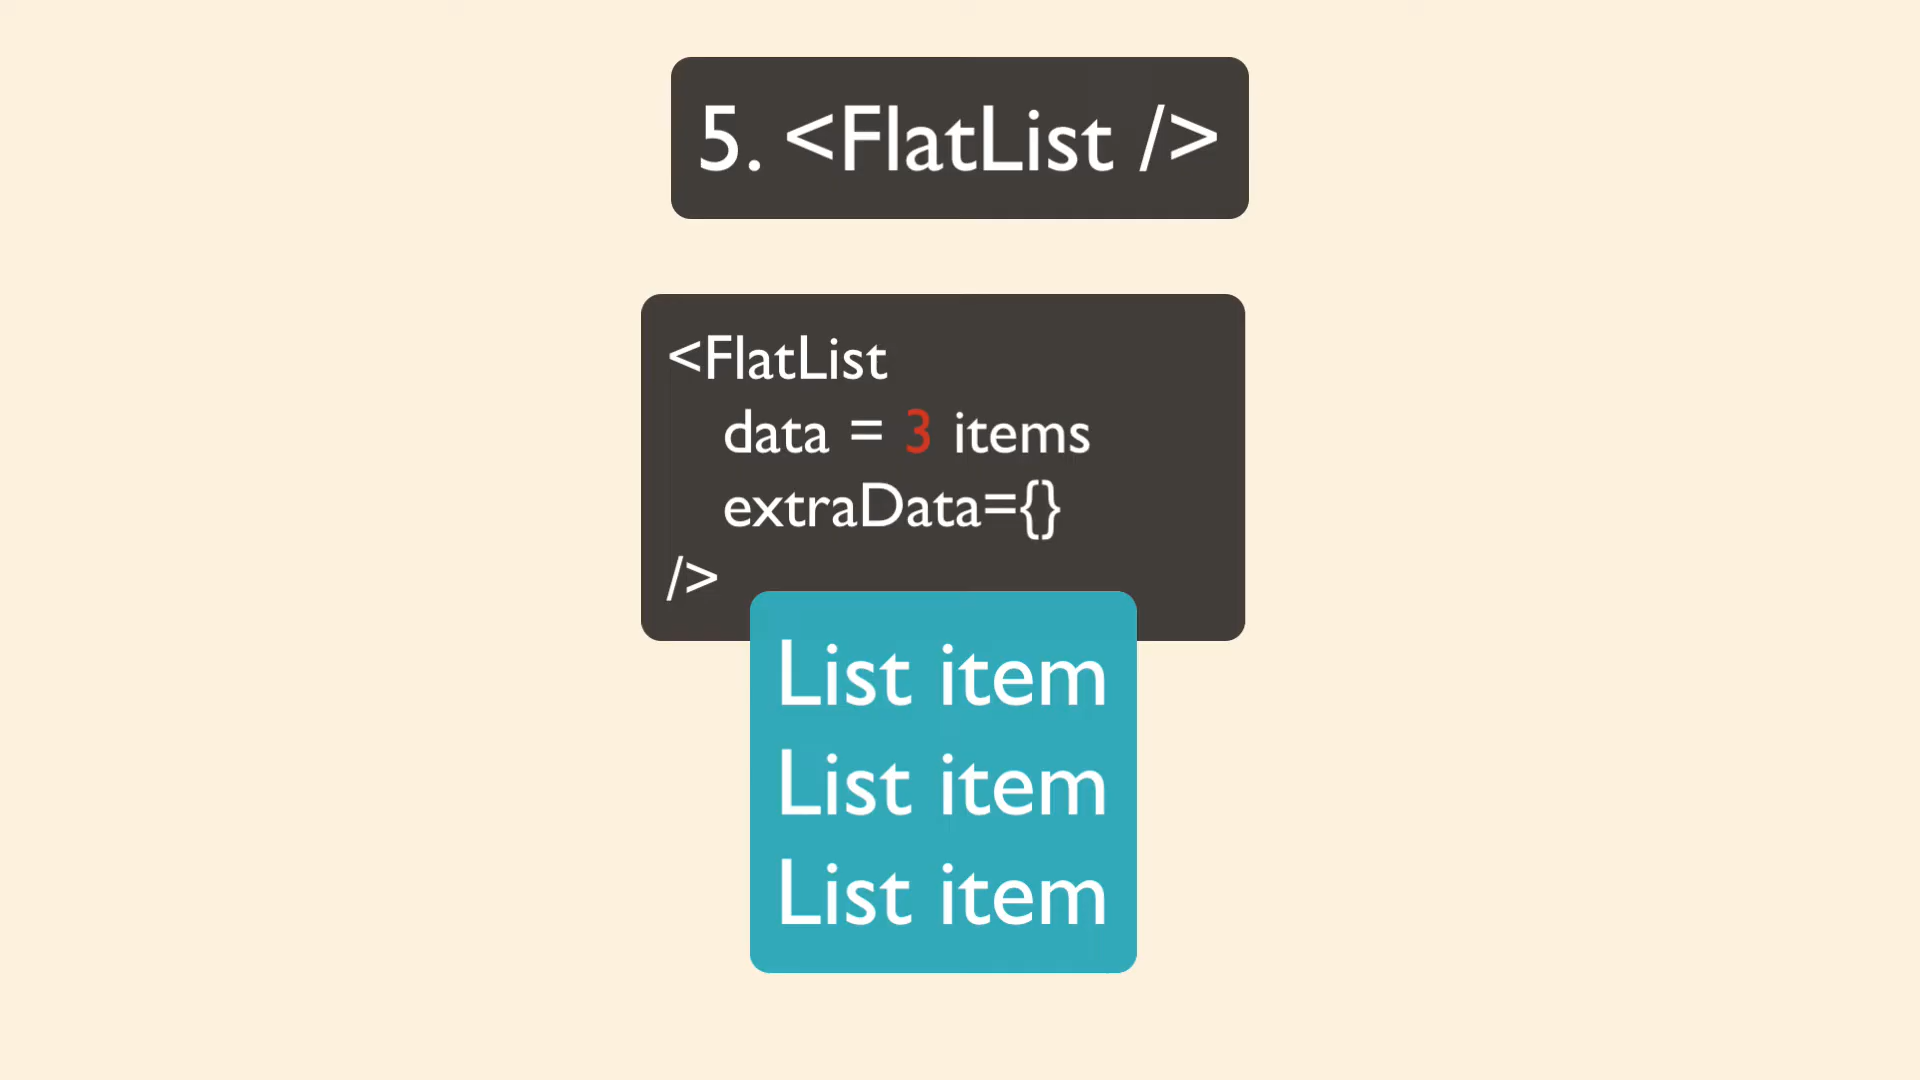 5. <FlatList />
<FlatList
data = 3 items
extraData={}
/>
List item
List item
List item